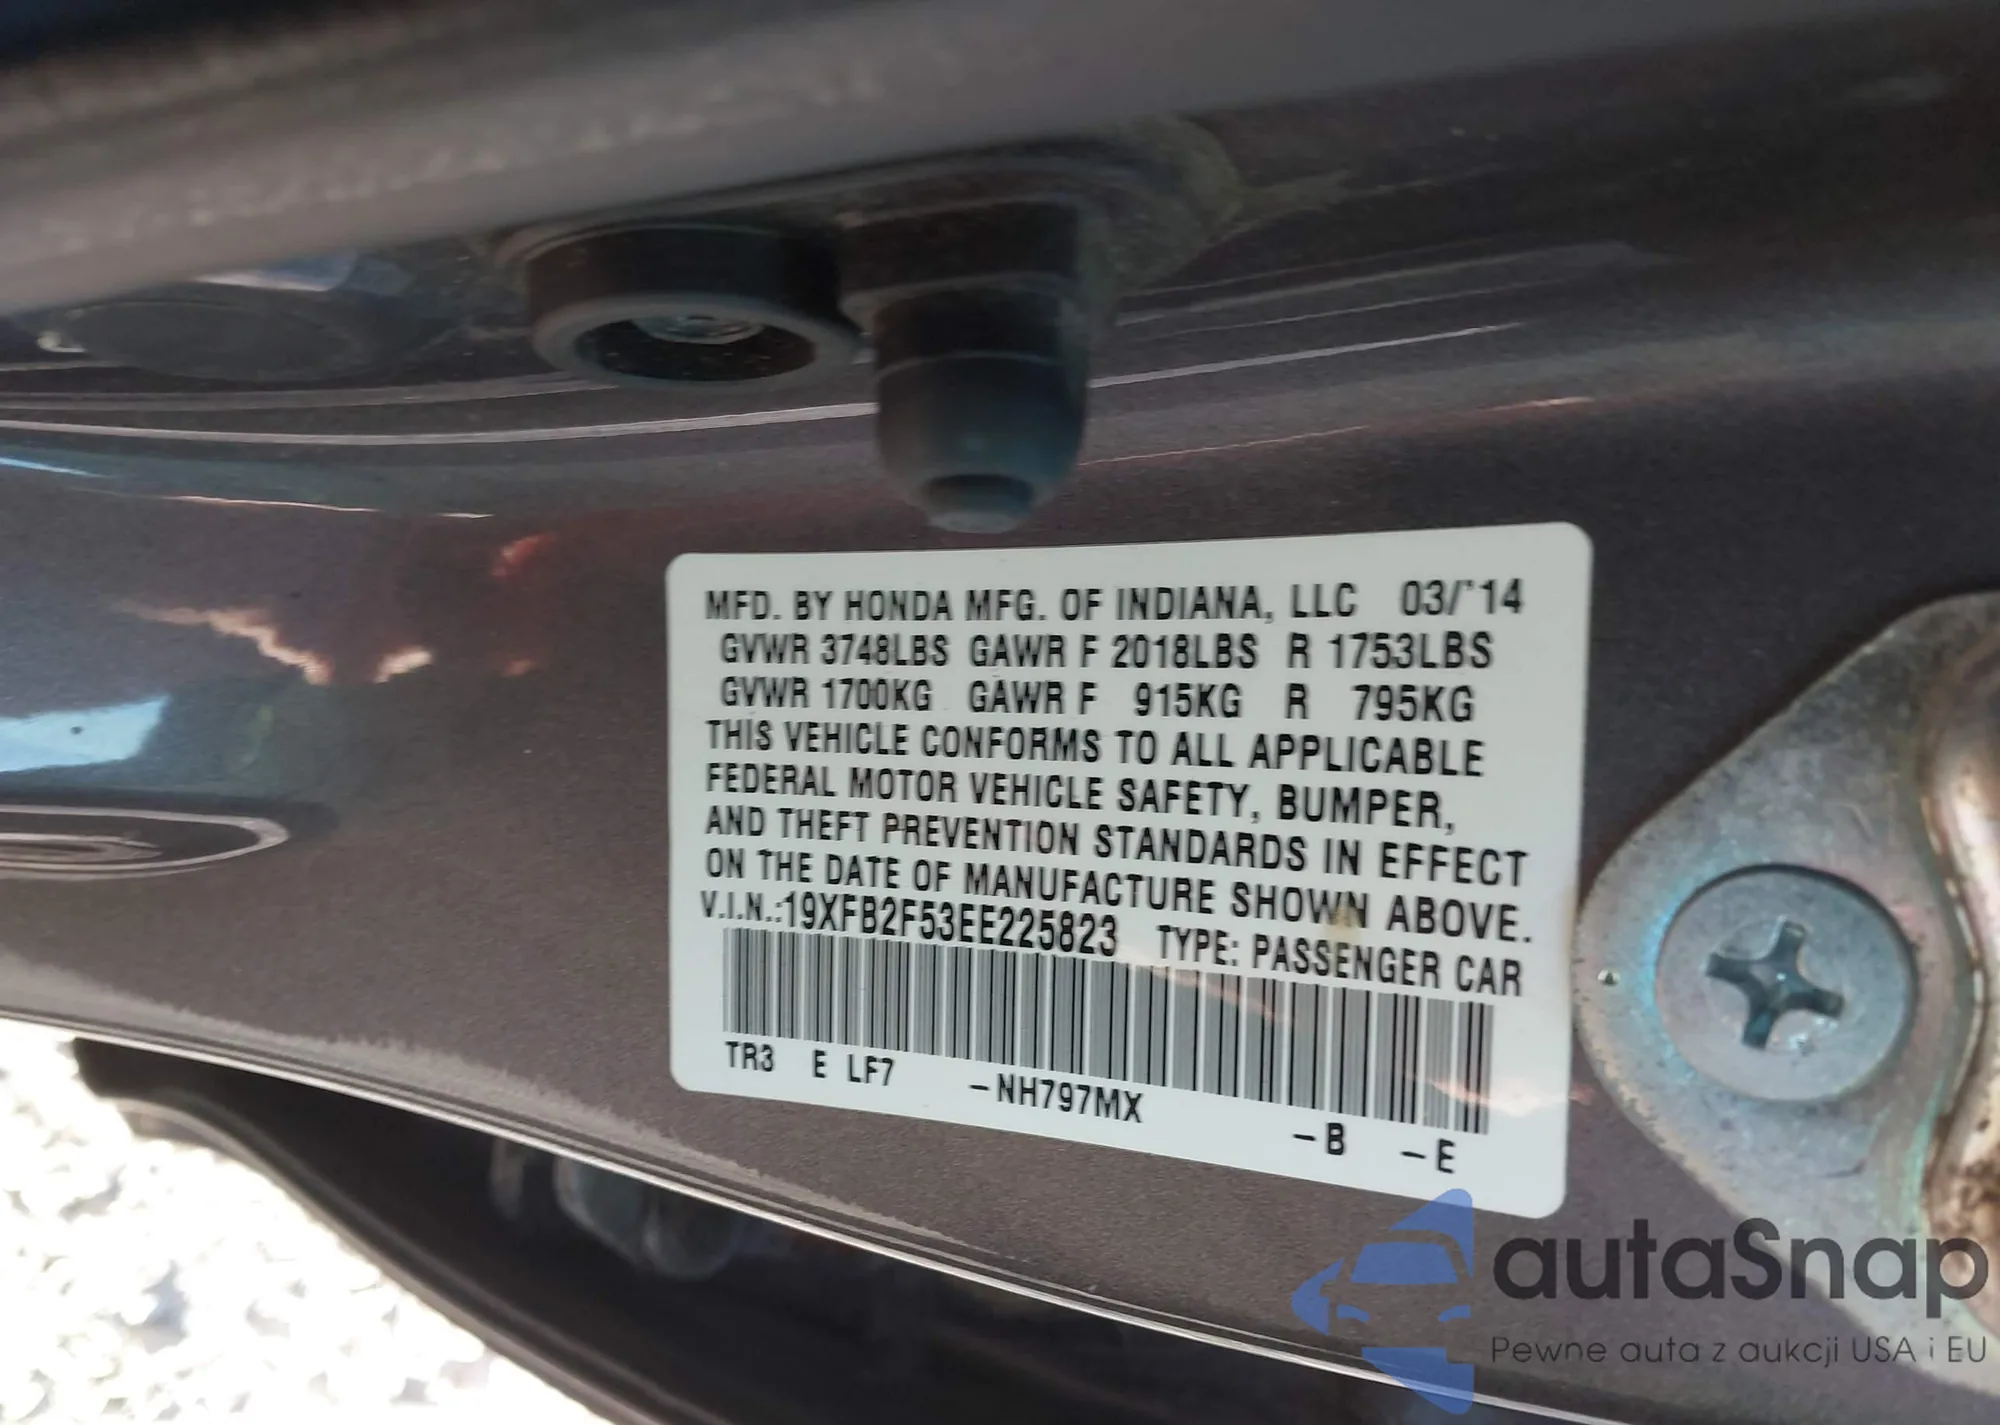 MFD. BY HONDA MFG. OF INDIANA, LLC 03/'14
GVWR 3748LBS GAWR F 2018LBS R 1753LBS
GVWR 1700KG GAWR F 915KG R 795KG
THIS VEHICLE CONFORMS TO ALL APPLICABLE
FEDERAL MOTOR VEHICLE SAFETY, BUMPER,
AND THEFT PREVENTION STANDARDS IN EFFECT
ON THE DATE OF MANUFACTURE SHOWN ABOVE.
V.I.N.:19XFB2F53EE225823 TYPE: PASSENGER CAR
TR3 E LF7 -NH797MX -B -E
autaSnap
Pewne auta z aukcji USA i EU